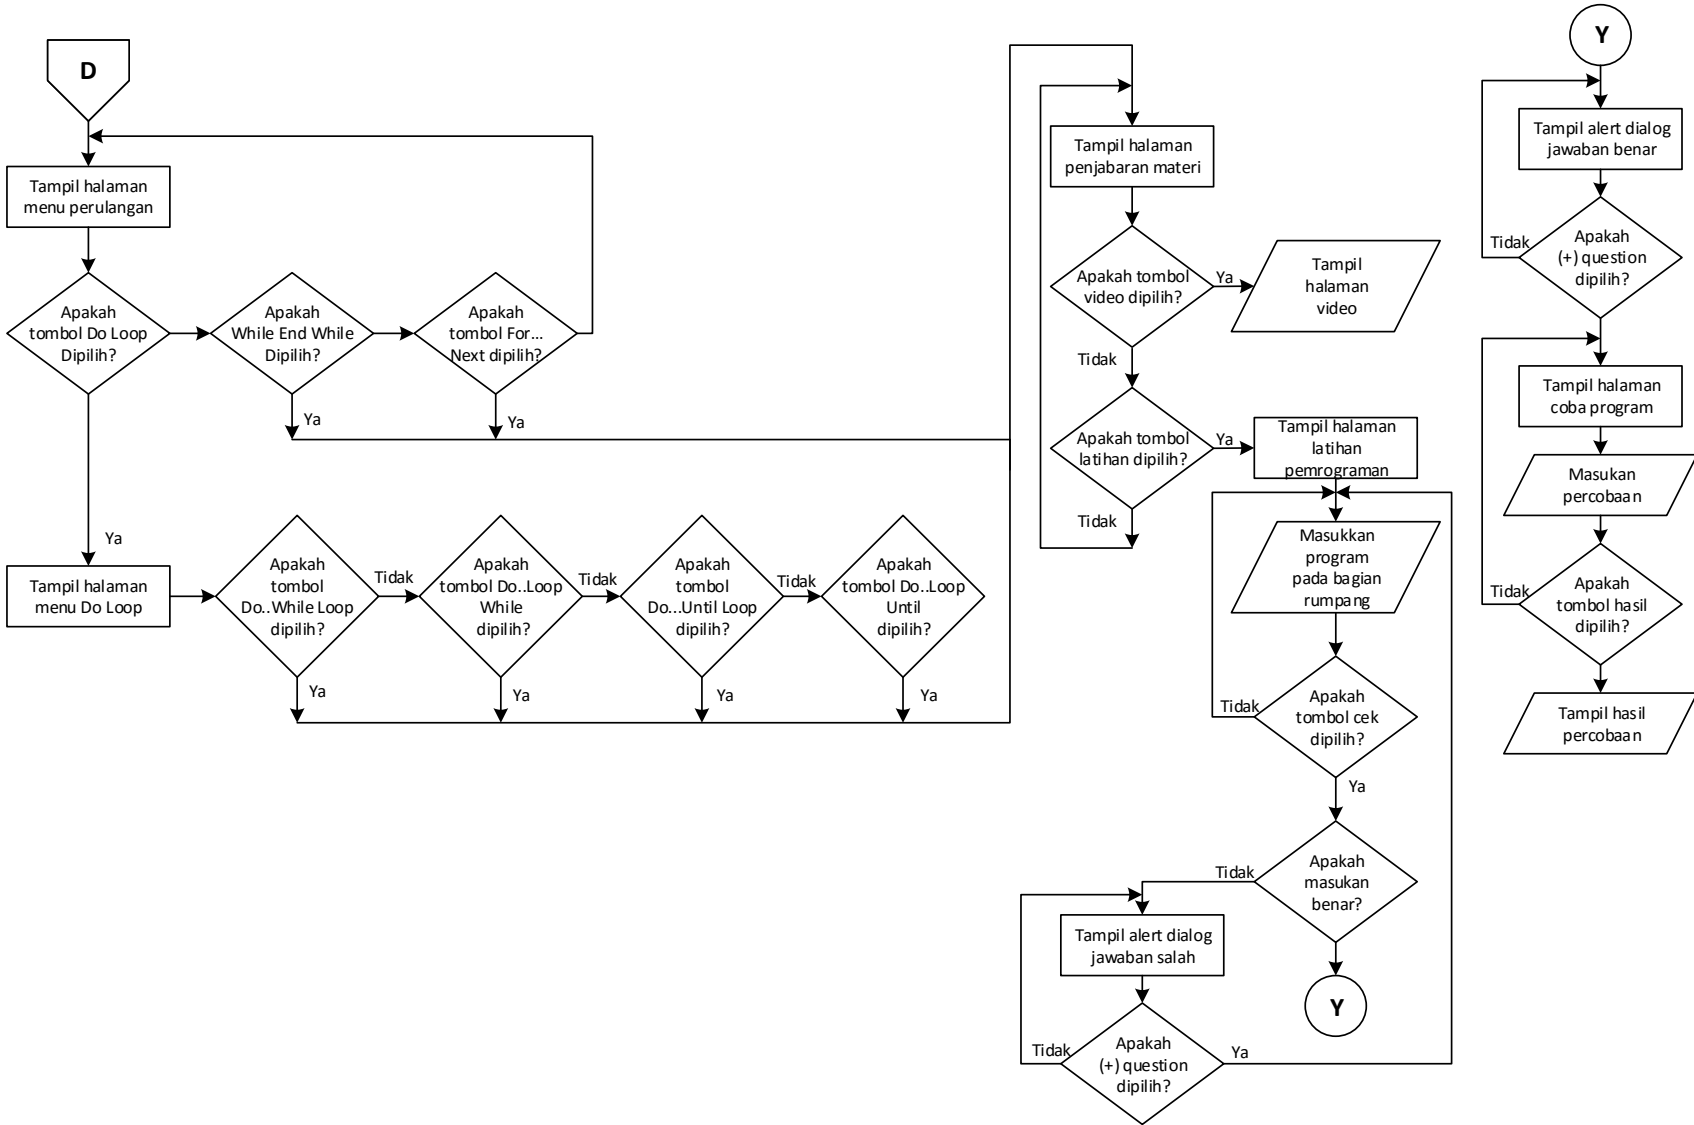 D
Tampil halaman
menu perulangan
Apakah
tombol Do Loop
Dipilih?
Apakah
While End While
Dipilih?
Apakah
tombol For...
Next dipilih?
Ya
Ya
Ya
Tampil halaman
menu Do Loop
Apakah
tombol
Do..While Loop
dipilih?
Tidak
Apakah
tombol Do..Loop
While
dipilih?
Tidak
Apakah
tombol
Do...Until Loop
dipilih?
Tidak
Apakah
tombol Do..Loop
Until
dipilih?
Ya
Ya
Ya
Ya
Tampil halaman
penjabaran materi
Apakah tombol
video dipilih?
Ya
Tampil
halaman
video
Tidak
Apakah tombol
latihan dipilih?
Ya
Tampil halaman
latihan
pemrograman
Tidak
Masukkan
program
pada bagian
rumpang
Apakah
tombol cek
dipilih?
Tidak
Ya
Apakah
masukan
benar?
Tidak
Tampil alert dialog
jawaban salah
Y
Apakah
(+) question
dipilih?
Tidak
Ya
Y
Tampil alert dialog
jawaban benar
Apakah
(+) question
dipilih?
Tidak
Tampil halaman
coba program
Masukan
percobaan
Apakah
tombol hasil
dipilih?
Tidak
Tampil hasil
percobaan